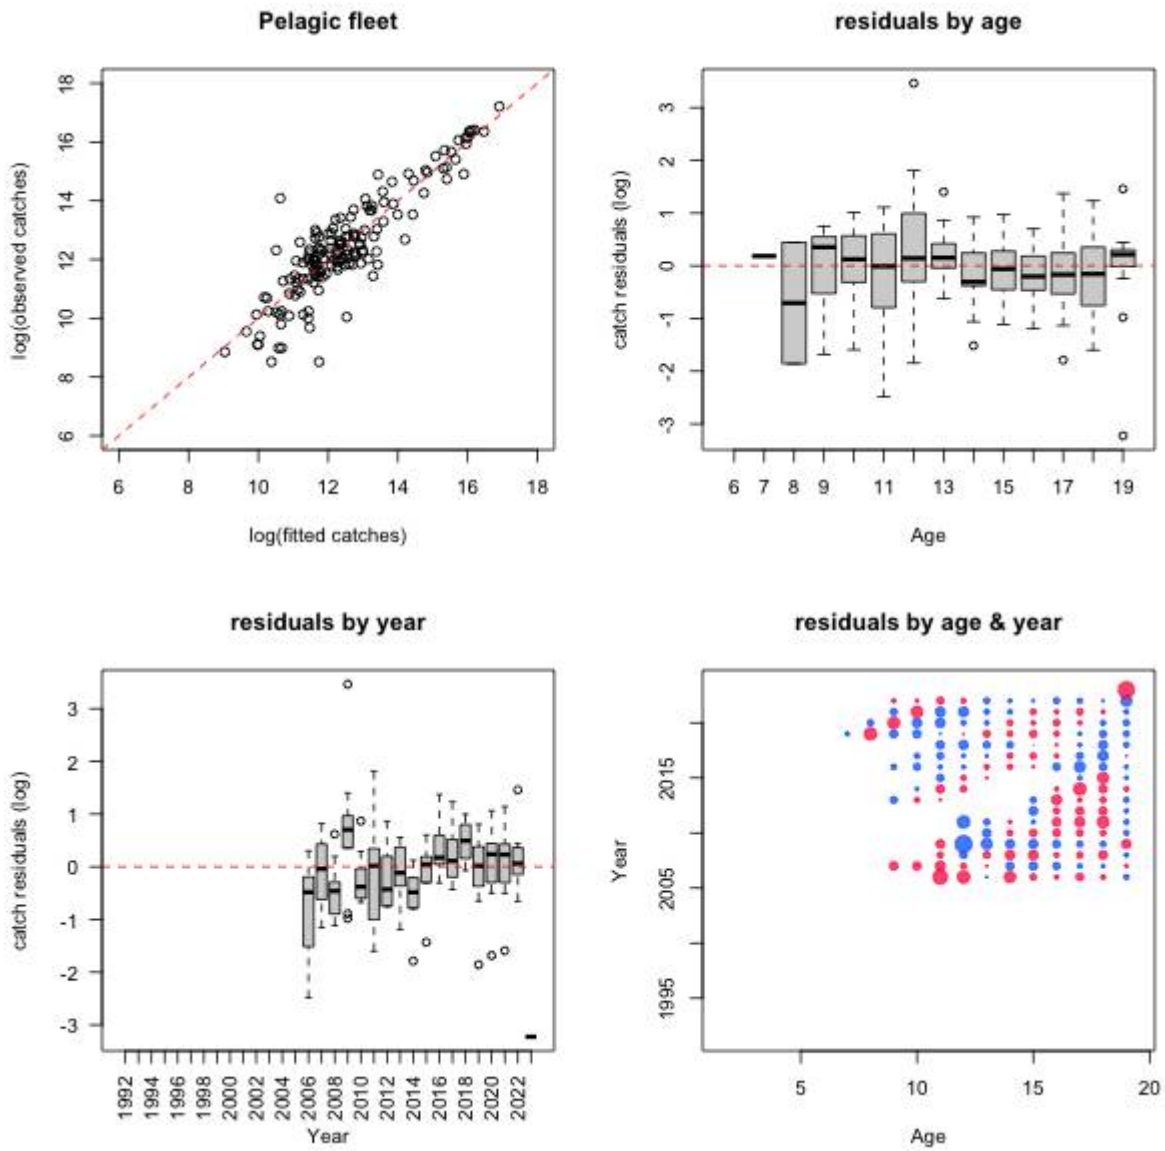 Pelagic fleet
log(observed catches)
18
16
14
12
10
8
6
6 8 10 12 14 16 18
log(fitted catches)
residuals by age
catch residuals (log)
3
2
1
0
-1
-2
-3
6 7 8 9 11 13 15 17 19
Age
residuals by year
catch residuals (log)
3
2
1
0
-1
-2
-3
1992 1994 1996 1998 2000 2002 2004 2006 2008 2010 2012 2014 2016 2018 2020 2022
Year
residuals by age & year
Year
2015
2005
1995
5 10 15 20
Age